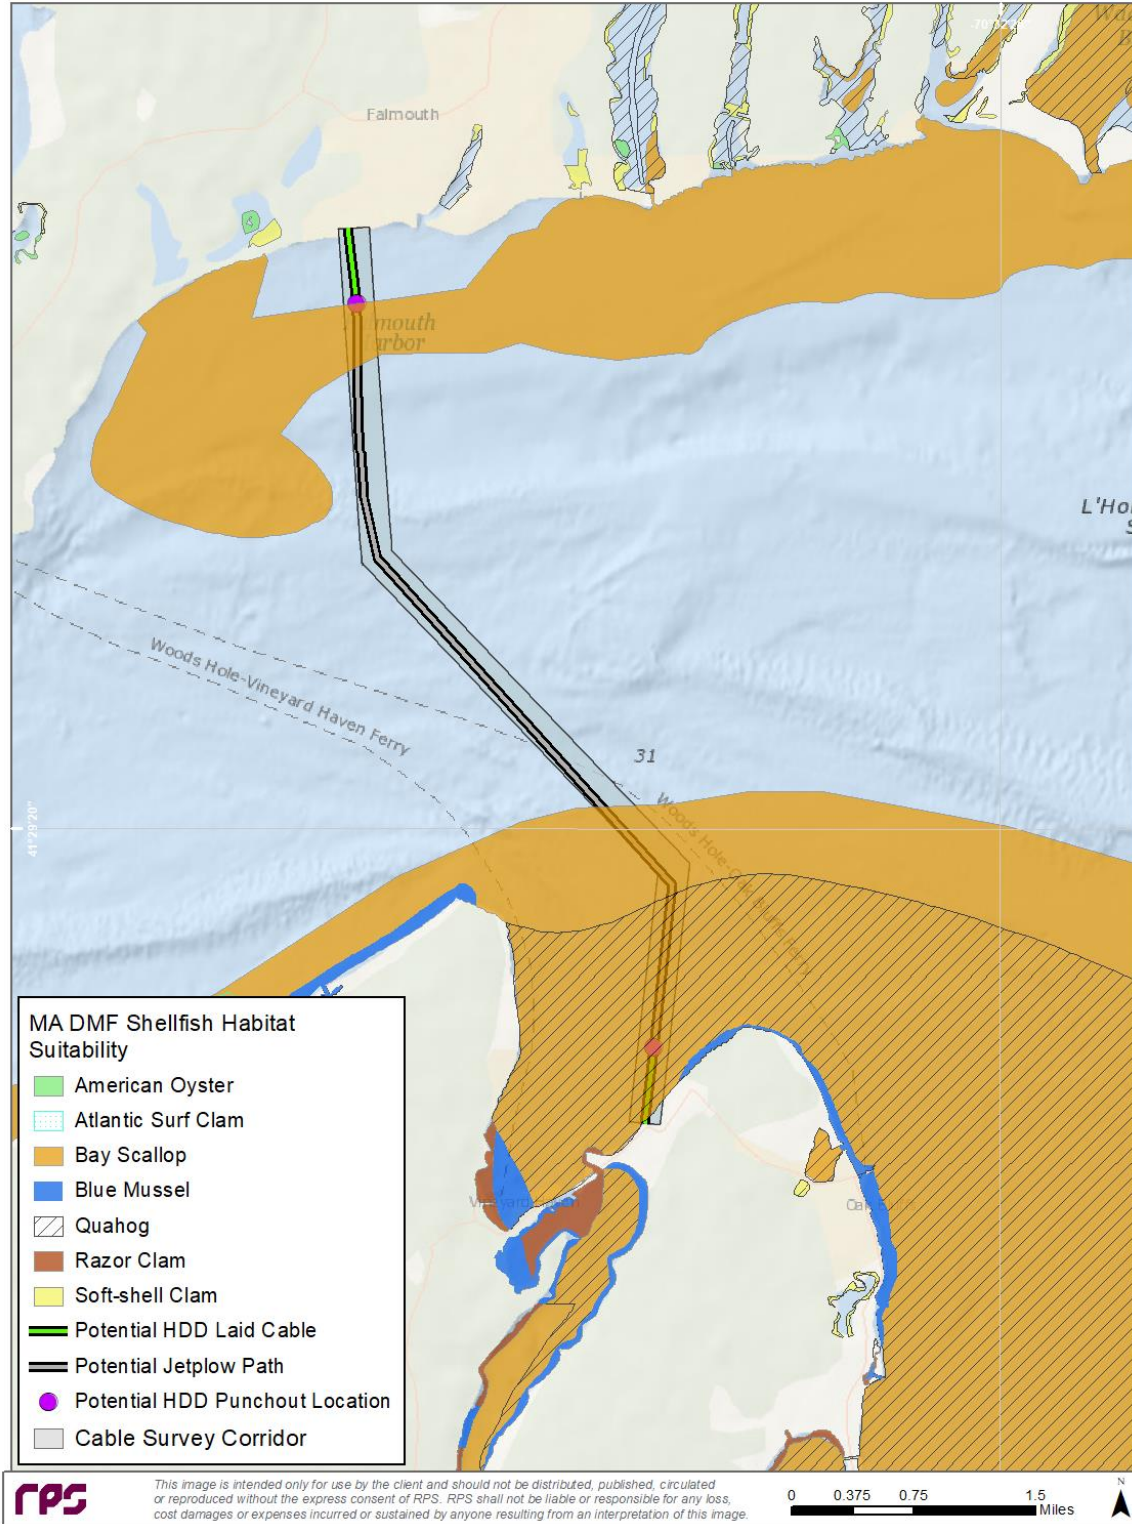 -70°32'20"
Falmouth
L'Ho
S
Woods Hole-Vineyard Haven Ferry
31
41°29'20"
MA DMF Shellfish Habitat
Suitability
American Oyster
Atlantic Surf Clam
Bay Scallop
Blue Mussel
Quahog
Razor Clam
Soft-shell Clam
Potential HDD Laid Cable
Potential Jetplow Path
Potential HDD Punchout Location
Cable Survey Corridor
rps
This image is intended only for use by the client and should not be distributed, published, circulated
or reproduced without the express consent of RPS. RPS shall not be liable or responsible for any loss,
cost damages or expenses incurred or sustained by anyone resulting from an interpretation of this image.
0 0.375 0.75 1.5
Miles
N